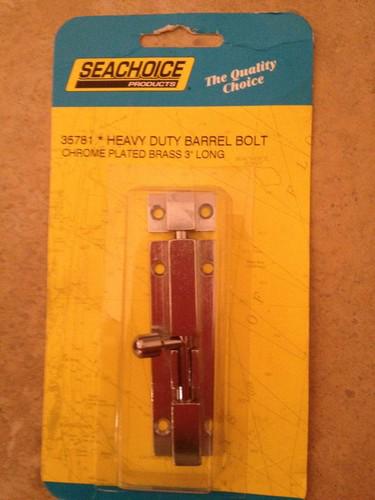 SEACHOICE
PRODUCTS
The Quality
Choice
35781 * HEAVY DUTY BARREL BOLT
CHROME PLATED BRASS 3" LONG